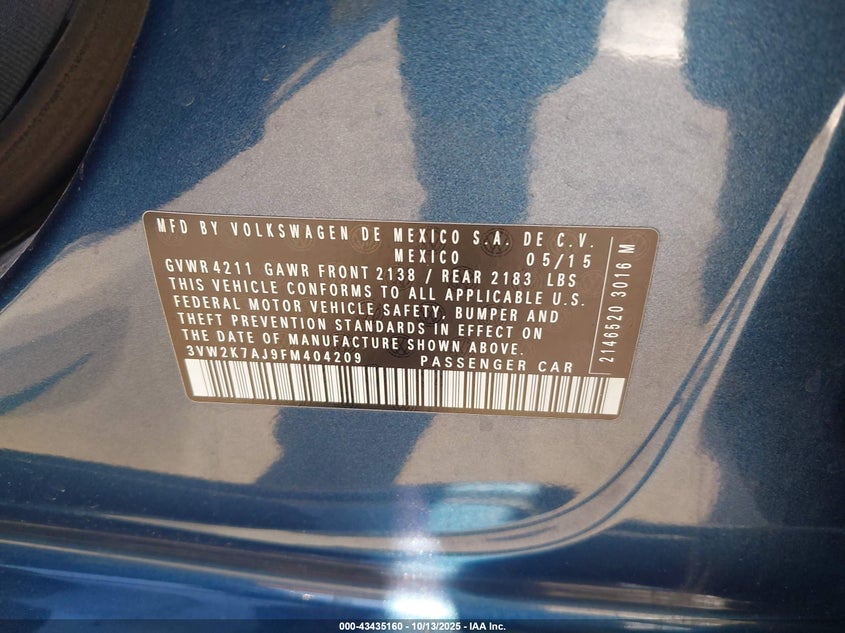 MFD BY VOLKSWAGEN DE MEXICO S.A. DE C.V.
MEXICO 05/15
GVWR 4211 GAWR FRONT 2138 / REAR 2183 LBS
THIS VEHICLE CONFORMS TO ALL APPLICABLE U.S.
FEDERAL MOTOR VEHICLE SAFETY, BUMPER AND
THEFT PREVENTION STANDARDS IN EFFECT ON
THE DATE OF MANUFACTURE SHOWN ABOVE.
3VW2K7AJ9FM404209 PASSENGER CAR
2146520 3016 M
000-43435160 - 10/13/2025 - IAA Inc.